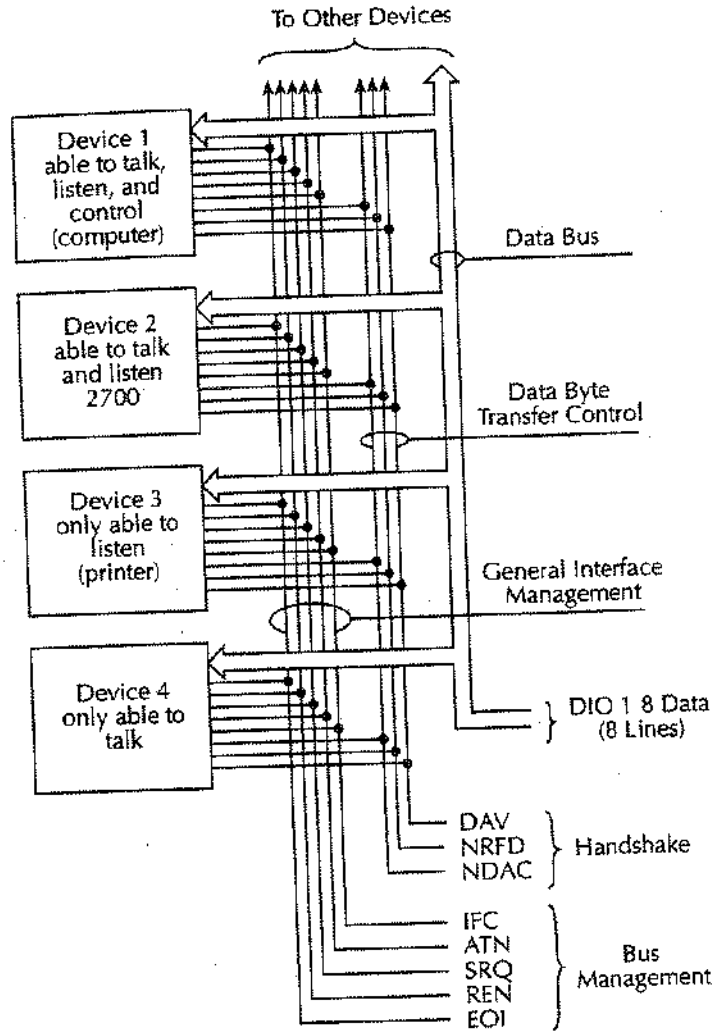 To Other Devices
Device 1
able to talk,
listen, and
control
(computer)
Data Bus
Device 2
able to talk
and listen
2700
Data Byte
Transfer Control
Device 3
only able to
listen
(printer)
General Interface
Management
Device 4
only able to
talk
DIO 1 8 Data
(8 Lines)
DAV
NRFD
NDAC
Handshake
IFC
ATN
SRQ
REN
EOI
Bus
Management